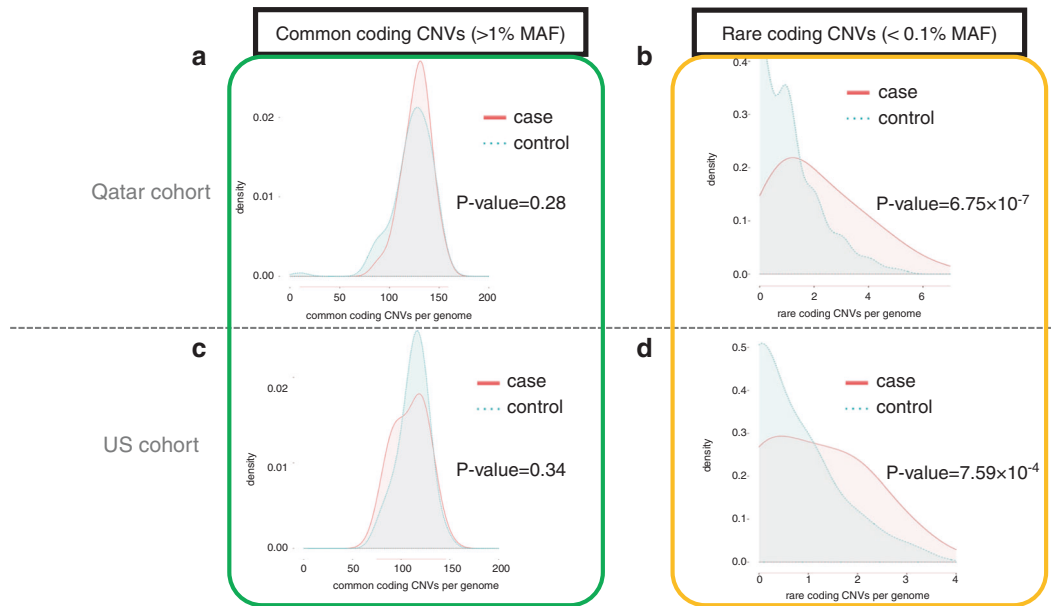 Common coding CNVs (>1% MAF)
Rare coding CNVs (< 0.1% MAF)
Qatar cohort
a
0.02
0.01
0.00
density
case
control
P-value=0.28
0 50 100 150 200
common coding CNVs per genome
b
0.4
0.3
0.2
0.1
0.0
density
case
control
P-value=6.75×10⁻⁷
0 2 4 6
rare coding CNVs per genome
US cohort
c
0.02
0.01
0.00
density
case
control
P-value=0.34
0 50 100 150 200
common coding CNVs per genome
d
0.5
0.4
0.3
0.2
0.1
0.0
density
case
control
P-value=7.59×10⁻⁴
0 1 2 3 4
rare coding CNVs per genome